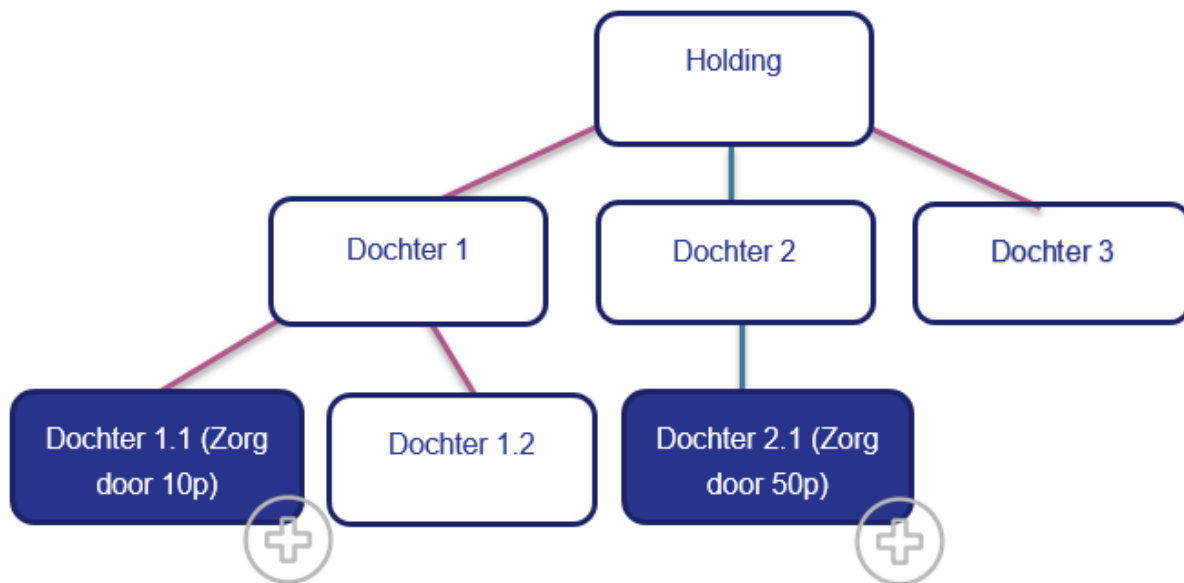 Holding
Dochter 1
Dochter 2
Dochter 3
Dochter 1.1 (Zorg
door 10p)
Dochter 1.2
Dochter 2.1 (Zorg
door 50p)